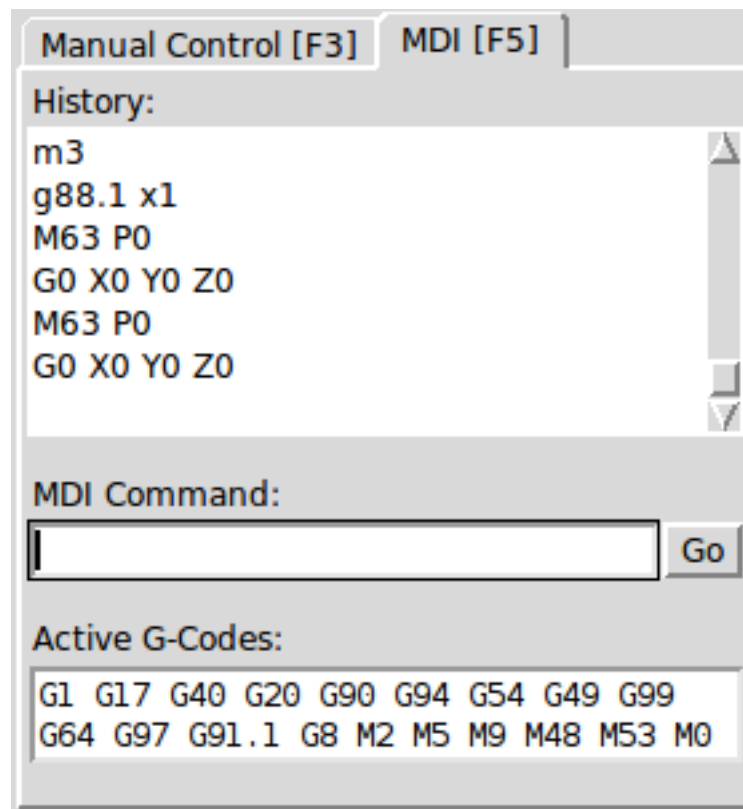 Manual Control [F3] MDI [F5]
History:
m3
g88.1 x1
M63 P0
G0 X0 Y0 Z0
M63 P0
G0 X0 Y0 Z0
MDI Command:
Go
Active G-Codes:
G1 G17 G40 G20 G90 G94 G54 G49 G99
G64 G97 G91.1 G8 M2 M5 M9 M48 M53 M0